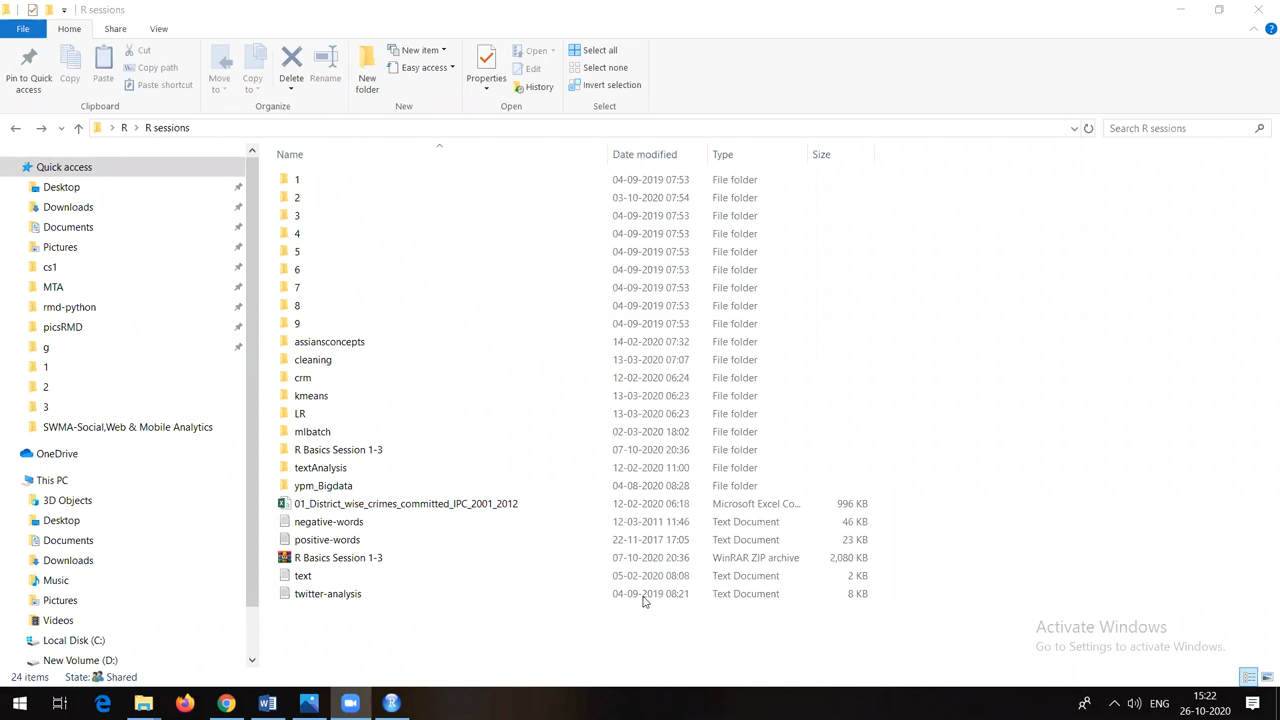 R sessions
File Home Share View
Pin to Quick access
Copy
Paste
Cut
Copy path
Paste shortcut
Clipboard
Move to
Copy to
Delete
Rename
Organize
New folder
New item
Easy access
New
Properties
Open
Edit
History
Open
Select all
Select none
Invert selection
Select
R R sessions
Search R sessions
Quick access
Desktop
Downloads
Documents
Pictures
cs1
MTA
rmd-python
picsRMD
g
1
2
3
SWMA-Social,Web & Mobile Analytics
OneDrive
This PC
3D Objects
Desktop
Documents
Downloads
Music
Pictures
Videos
Local Disk (C:)
New Volume (D:)
Name Date modified Type Size
1 04-09-2019 07:53 File folder
2 03-10-2020 07:54 File folder
3 04-09-2019 07:53 File folder
4 04-09-2019 07:53 File folder
5 04-09-2019 07:53 File folder
6 04-09-2019 07:53 File folder
7 04-09-2019 07:53 File folder
8 04-09-2019 07:53 File folder
9 04-09-2019 07:53 File folder
assiansconcepts 14-02-2020 07:32 File folder
cleaning 13-03-2020 07:07 File folder
crm 12-02-2020 06:24 File folder
kmeans 13-03-2020 06:23 File folder
LR 13-03-2020 06:23 File folder
mlbatch 02-03-2020 18:02 File folder
R Basics Session 1-3 07-10-2020 20:36 File folder
textAnalysis 12-02-2020 11:00 File folder
ypm_Bigdata 04-08-2020 08:28 File folder
01_District_wise_crimes_committed_IPC_2001_2012 12-02-2020 06:18 Microsoft Excel Co... 996 KB
negative-words 12-03-2011 11:46 Text Document 46 KB
positive-words 22-11-2017 17:05 Text Document 23 KB
R Basics Session 1-3 07-10-2020 20:36 WinRAR ZIP archive 2,080 KB
text 05-02-2020 08:08 Text Document 2 KB
twitter-analysis 04-09-2019 08:21 Text Document 8 KB
Activate Windows
Go to Settings to activate Windows.
24 items State: Shared
ENG
15:22
26-10-2020